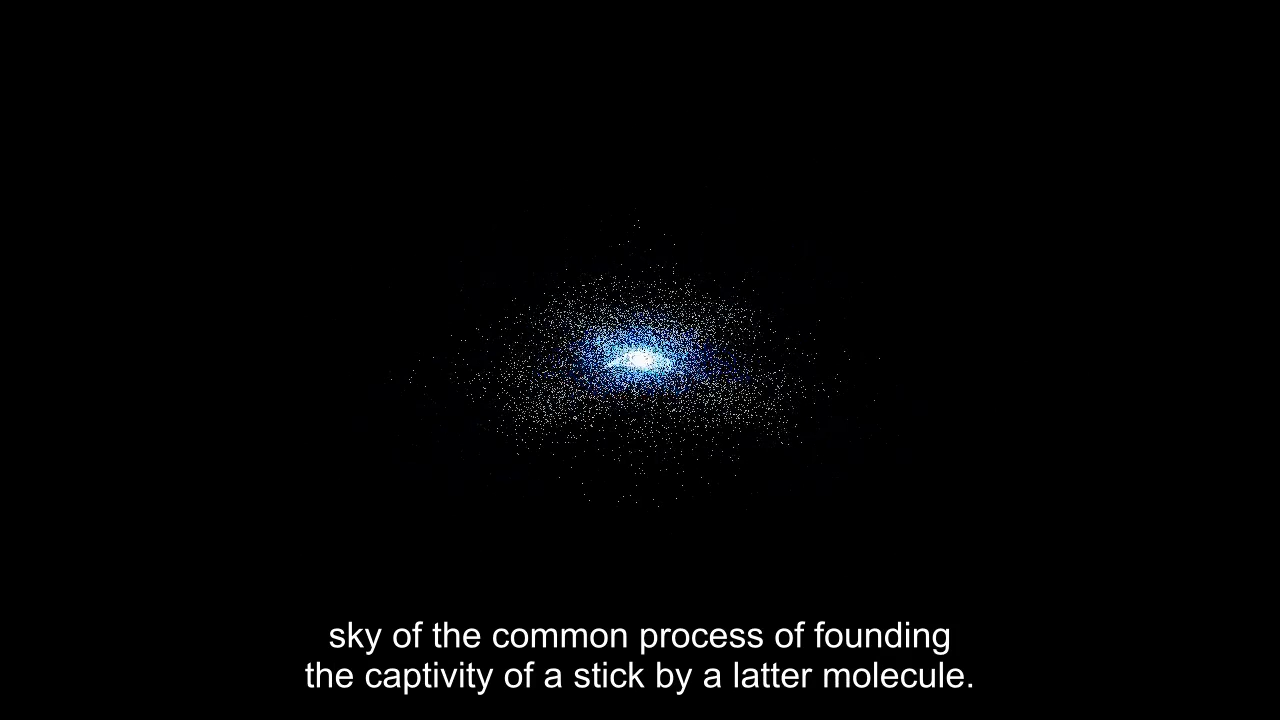 sky of the common process of founding
the captivity of a stick by a latter molecule.